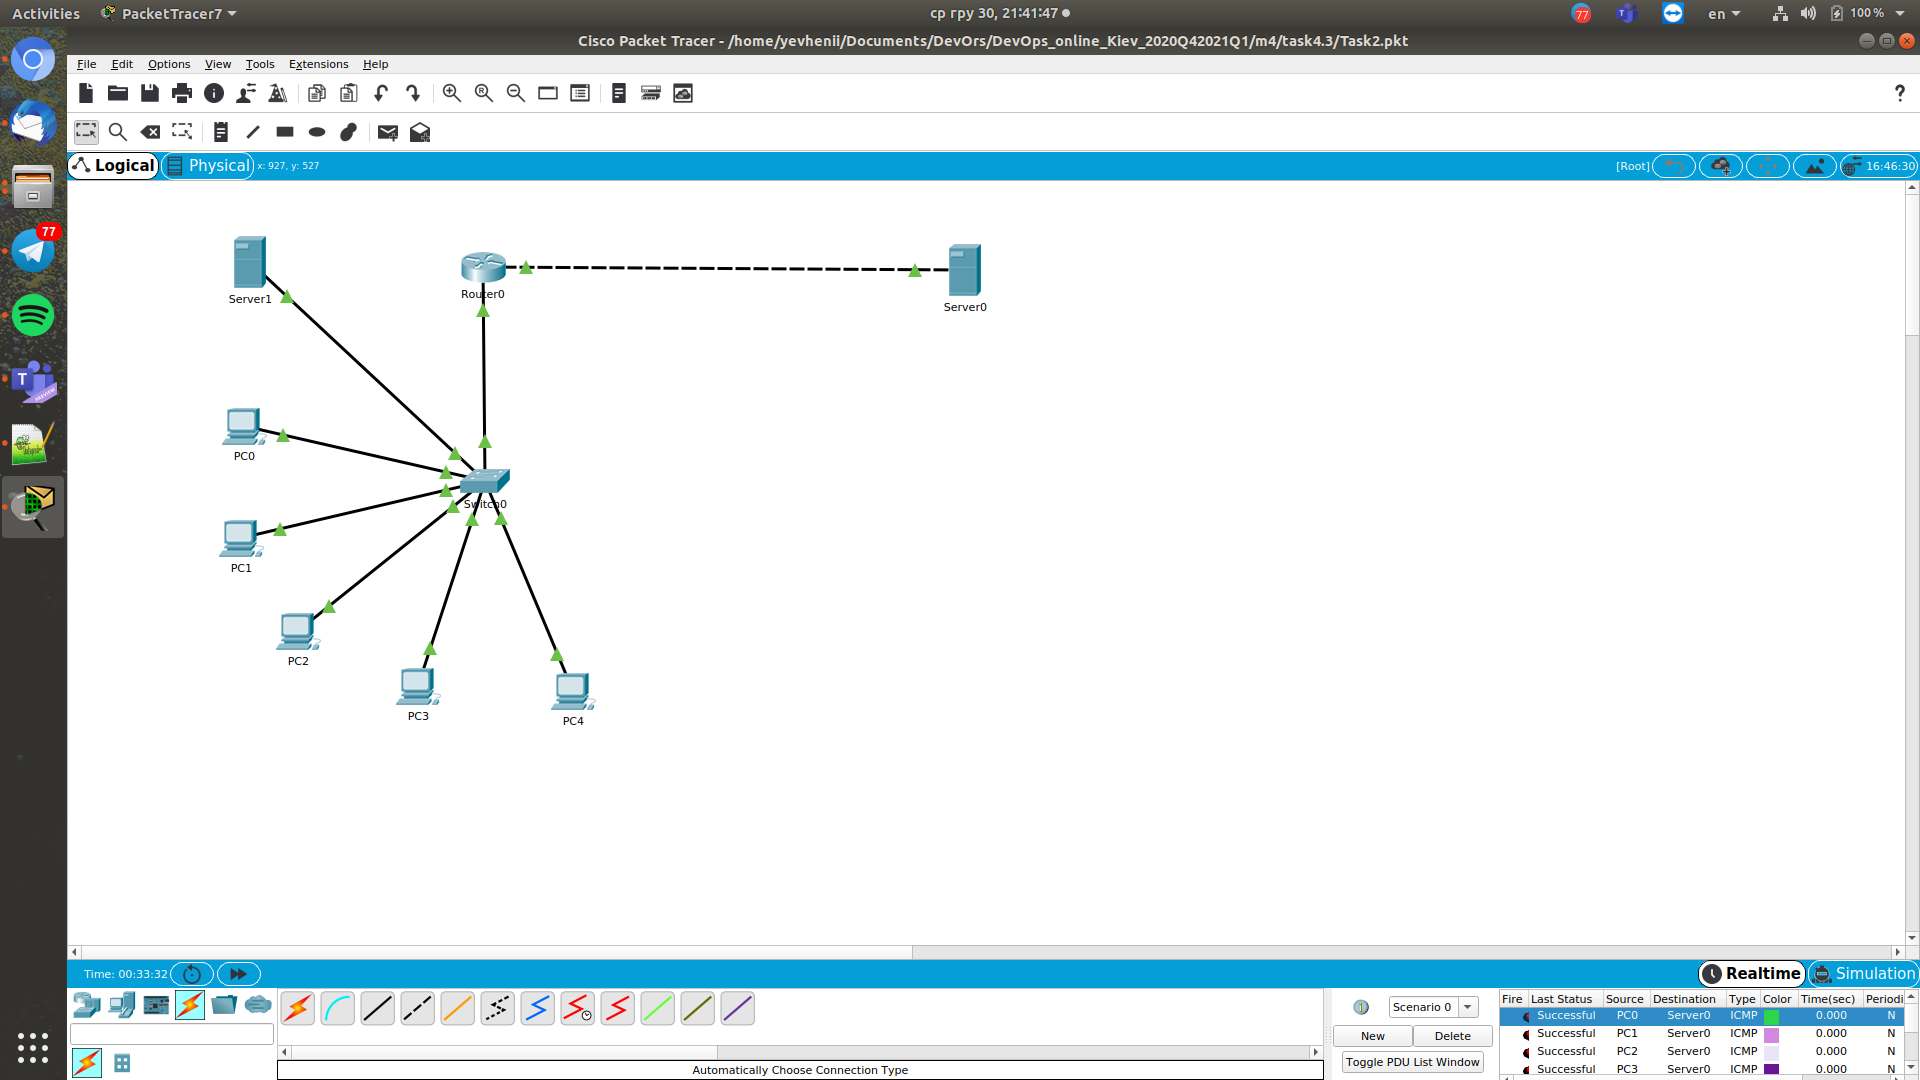 Activities PacketTracer7 ср гру 30, 21:41:47 77 en 100 %
Cisco Packet Tracer - /home/yevhenii/Documents/DevOrs/DevOps_online_Kiev_2020Q42021Q1/m4/task4.3/Task2.pkt
File Edit Options View Tools Extensions Help
?
Logical Physical x: 927, y: 527 [Root] 16:46:30
77
Server1
Router0
Server0
PC0
Switch0
PC1
PC2
PC3
PC4
Time: 00:33:32 Realtime Simulation
Scenario 0
New Delete
Toggle PDU List Window
Automatically Choose Connection Type
Fire Last Status Source Destination Type Color Time(sec) Periodi
Successful PC0 Server0 ICMP 0.000 N
Successful PC1 Server0 ICMP 0.000 N
Successful PC2 Server0 ICMP 0.000 N
Successful PC3 Server0 ICMP 0.000 N